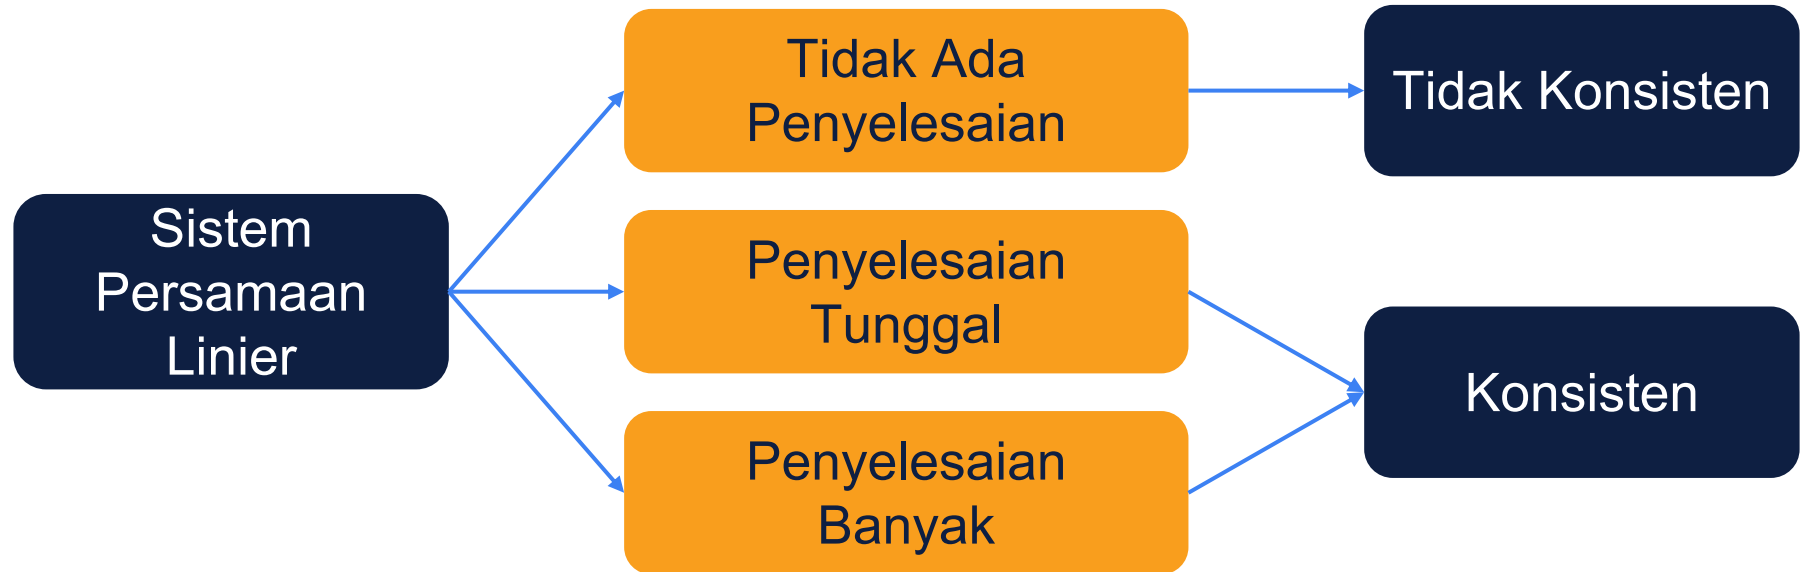 Sistem
Persamaan
Linier
Tidak Ada
Penyelesaian
Penyelesaian
Tunggal
Penyelesaian
Banyak
Tidak Konsisten
Konsisten